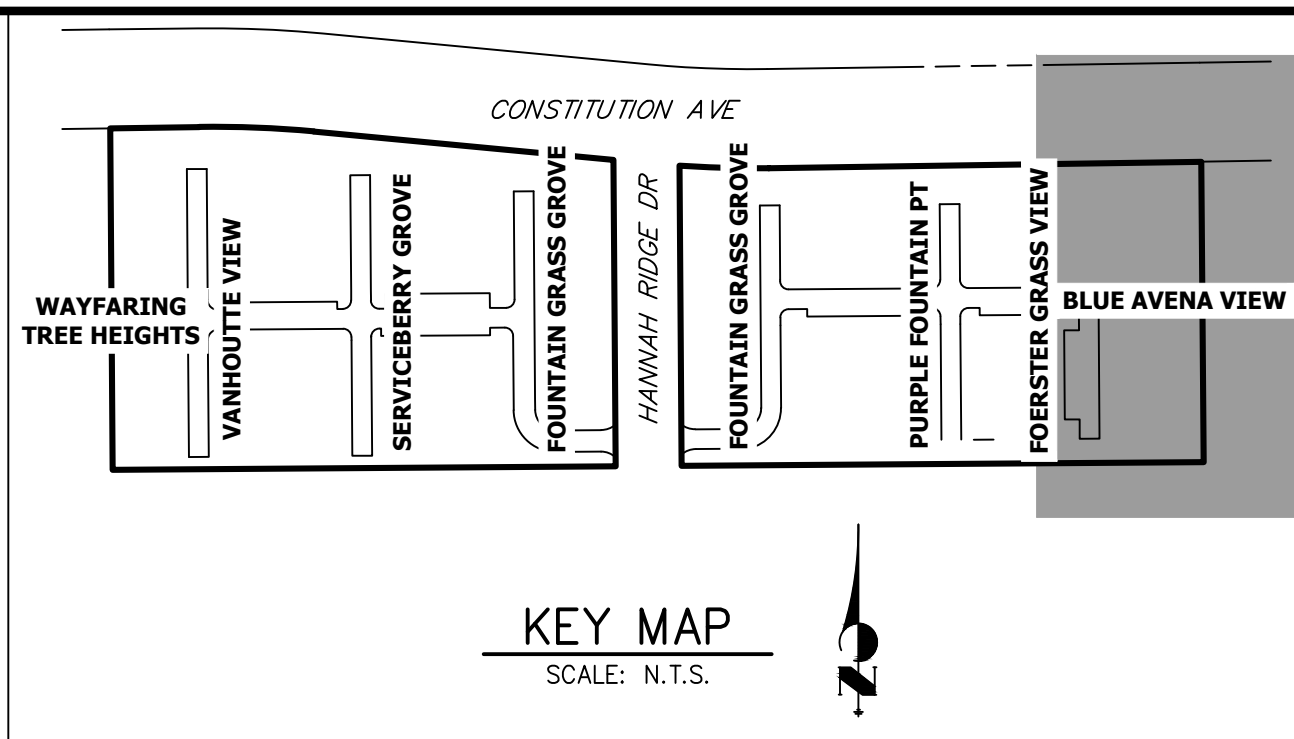 CONSTITUTION AVE
WAYFARING
TREE HEIGHTS
VANHOUTTE VIEW
SERVICEBERRY GROVE
FOUNTAIN GRASS GROVE
HANNAH RIDGE DR
FOUNTAIN GRASS GROVE
PURPLE FOUNTAIN PT
FOERSTER GRASS VIEW
BLUE AVENA VIEW
KEY MAP
SCALE: N.T.S.
N